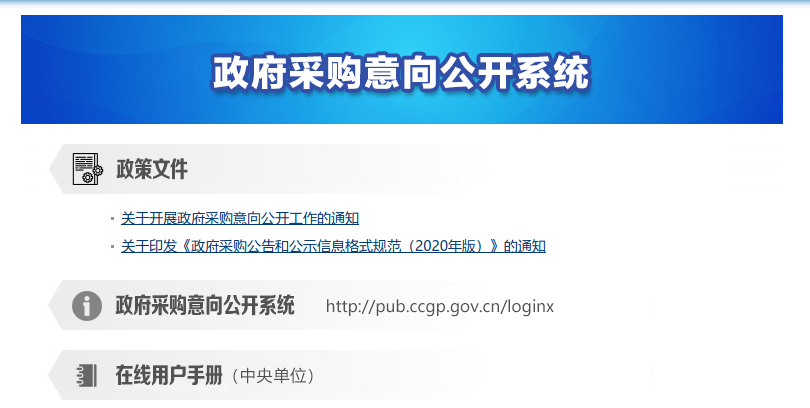 政府采购意向公开系统
政策文件
关于开展政府采购意向公开工作的通知
关于印发《政府采购公告和公示信息格式规范（2020年版）》的通知
政府采购意向公开系统 http://pub.ccgp.gov.cn/loginx
在线用户手册（中央单位）